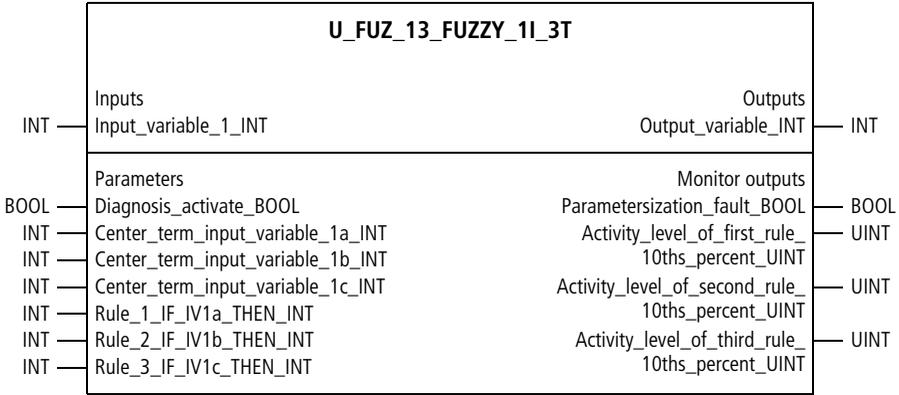 U_FUZ_13_FUZZY_1I_3T
Inputs Outputs
INT Input_variable_1_INT Output_variable_INT INT
Parameters Monitor outputs
BOOL Diagnosis_activate_BOOL Parametersization_fault_BOOL BOOL
INT Center_term_input_variable_1a_INT Activity_level_of_first_rule_ UINT
INT Center_term_input_variable_1b_INT 10ths_percent_UINT
INT Center_term_input_variable_1c_INT Activity_level_of_second_rule_ UINT
INT Rule_1_IF_IV1a_THEN_INT 10ths_percent_UINT
INT Rule_2_IF_IV1b_THEN_INT Activity_level_of_third_rule_ UINT
INT Rule_3_IF_IV1c_THEN_INT 10ths_percent_UINT